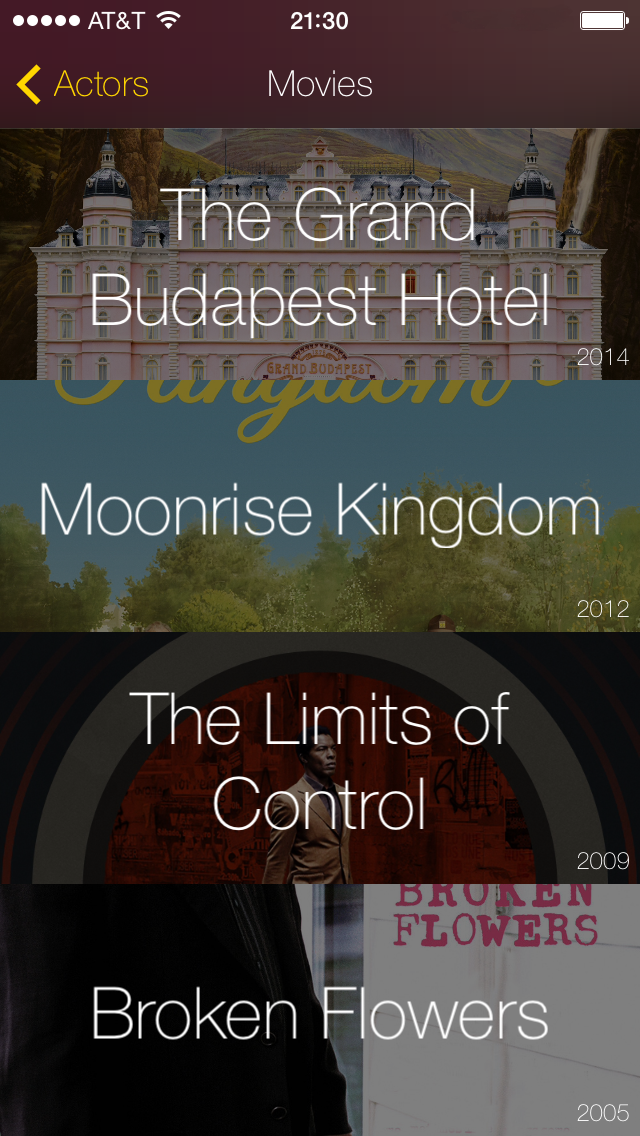 AT&T 21:30
Actors Movies
The Grand
Budapest Hotel
GRAND BUDAPEST
2014
Kingdom
Moonrise Kingdom
2012
The Limits of
Control
2009
BROKEN
FLOWERS
Broken Flowers
2005